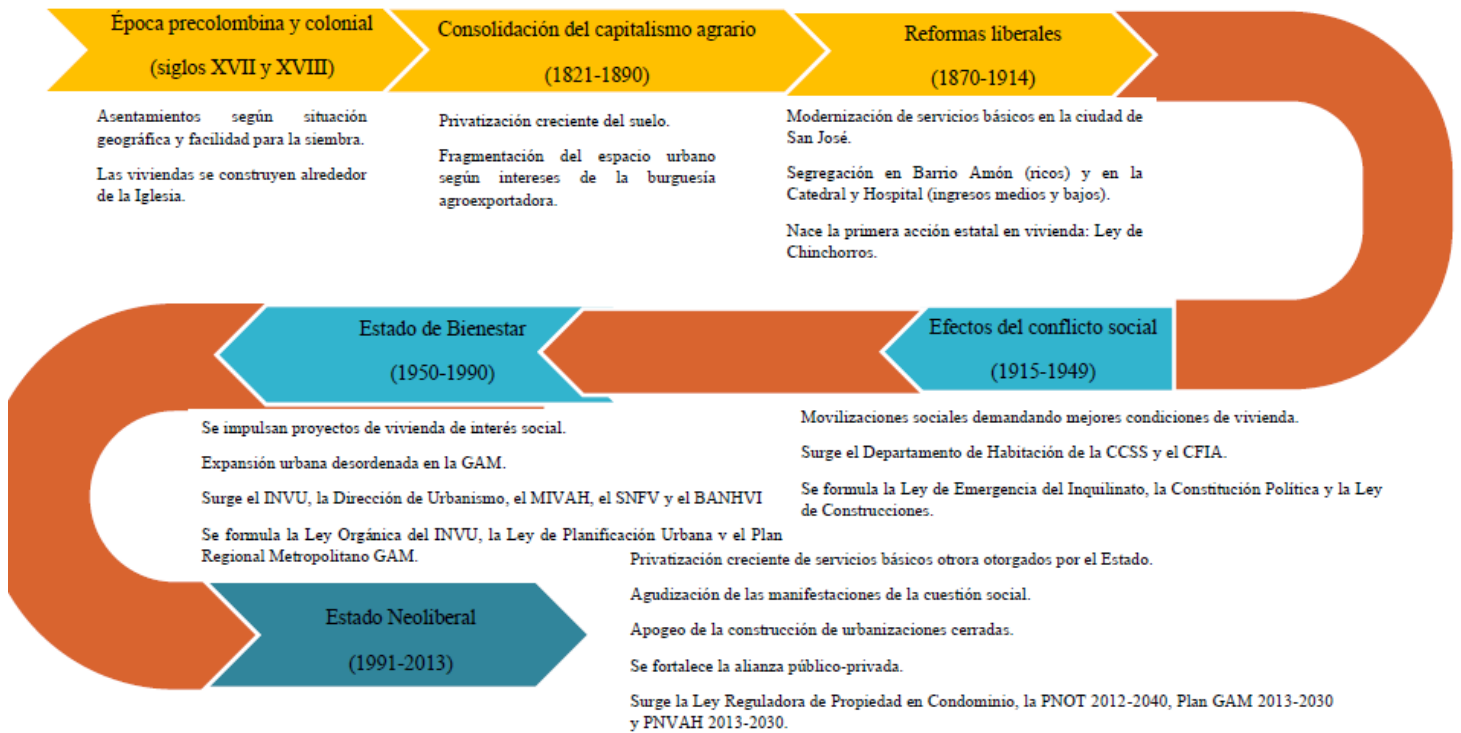 Época precolombina y colonial
(siglos XVII y XVIII)
Asentamientos según situación
geográfica y facilidad para la siembra.
Las viviendas se construyen alrededor
de la Iglesia.
Consolidación del capitalismo agrario
(1821-1890)
Privatización creciente del suelo.
Fragmentación del espacio urbano
según intereses de la burguesía
agroexportadora.
Reformas liberales
(1870-1914)
Modernización de servicios básicos en la ciudad de
San José.
Segregación en Barrio Amón (ricos) y en la
Catedral y Hospital (ingresos medios y bajos).
Nace la primera acción estatal en vivienda: Ley de
Chinchorros.
Efectos del conflicto social
(1915-1949)
Movilizaciones sociales demandando mejores condiciones de vivienda.
Surge el Departamento de Habitación de la CCSS y el CFIA.
Se formula la Ley de Emergencia del Inquilinato, la Constitución Política y la Ley
de Construcciones.
Estado de Bienestar
(1950-1990)
Se impulsan proyectos de vivienda de interés social.
Expansión urbana desordenada en la GAM.
Surge el INVU, la Dirección de Urbanismo, el MIVAH, el SNFV y el BANHVI
Se formula la Ley Orgánica del INVU, la Ley de Planificación Urbana y el Plan
Regional Metropolitano GAM.
Estado Neoliberal
(1991-2013)
Privatización creciente de servicios básicos otrora otorgados por el Estado.
Agudización de las manifestaciones de la cuestión social.
Apogeo de la construcción de urbanizaciones cerradas.
Se fortalece la alianza público-privada.
Surge la Ley Reguladora de Propiedad en Condominio, la PNOT 2012-2040, Plan GAM 2013-2030
y PNVAH 2013-2030.